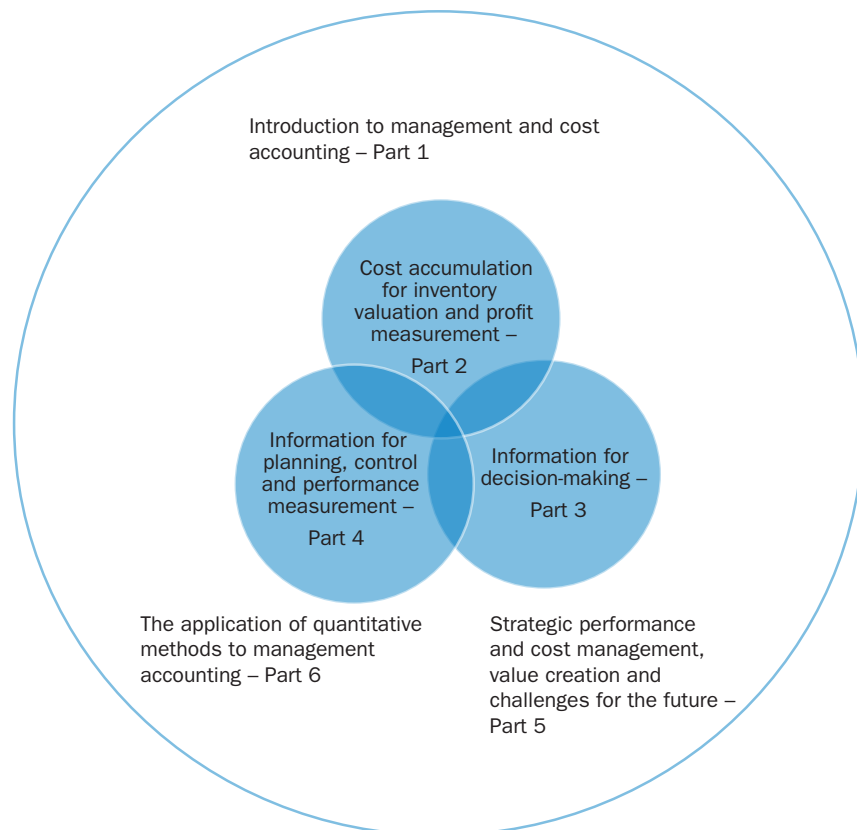 Introduction to management and cost
accounting – Part 1
Cost accumulation
for inventory
valuation and profit
measurement –
Part 2
Information for
planning, control
and performance
measurement –
Part 4
Information for
decision-making –
Part 3
The application of quantitative
methods to management
accounting – Part 6
Strategic performance
and cost management,
value creation and
challenges for the future –
Part 5